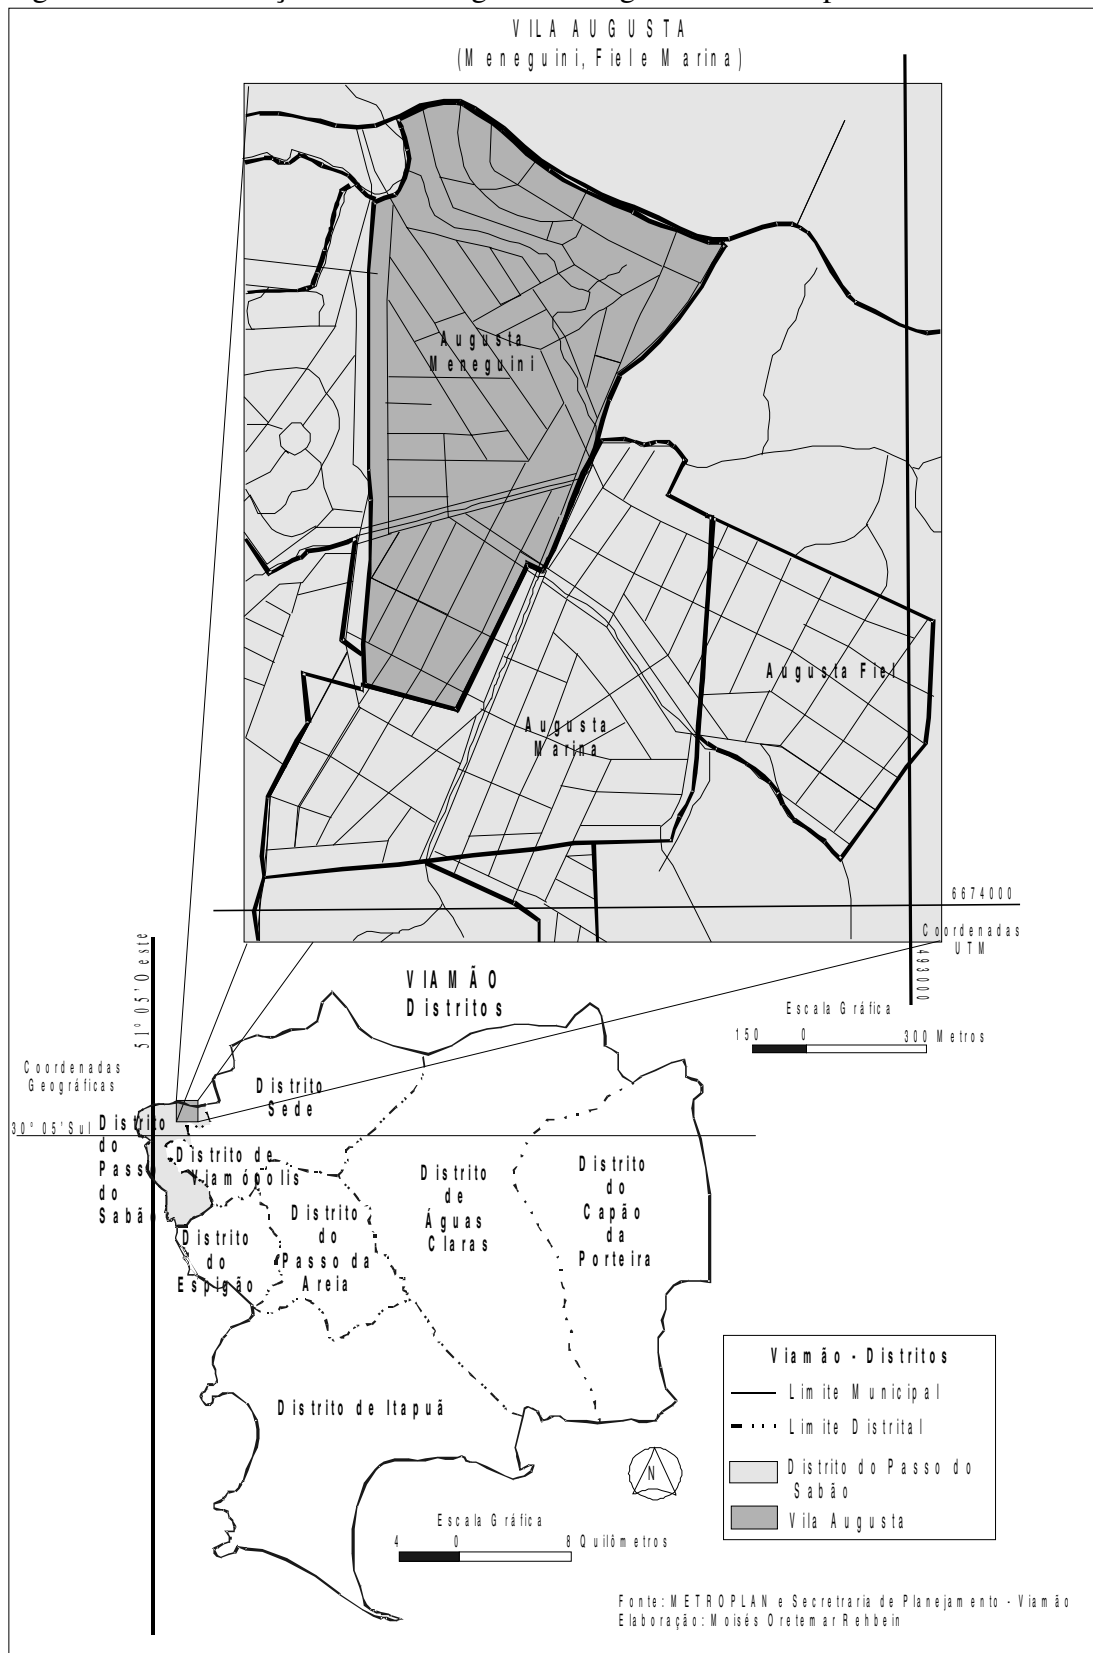 VILA AUGUSTA
(Meneguini, Fiel e Marina)
Augusta
Meneguini
Augusta Fiel
Augusta
Marina
6674000
Coordenadas
UTM
493000
51° 05' Oeste
VIAMÃO
Distritos
Escala Gráfica
150 0 300 Metros
Coordenadas
Geográficas
30° 05' Sul
Distrito
Sede
Distrito
do
Passo
do
Sabão
Distrito de
Viamópolis
Distrito
do
Espigão
Distrito
do
Passo da
Areia
Distrito
de
Águas
Claras
Distrito
do
Capão
da
Porteira
Distrito de Itapuã
Viamão - Distritos
Limite Municipal
Limite Distrital
Distrito do Passo do
Sabão
Vila Augusta
N
Escala Gráfica
4 0 8 Quilômetros
Fonte: METROPLAN e Secretraria de Planejamento - Viamão
Elaboração: Moisés Oretemar Rehbein